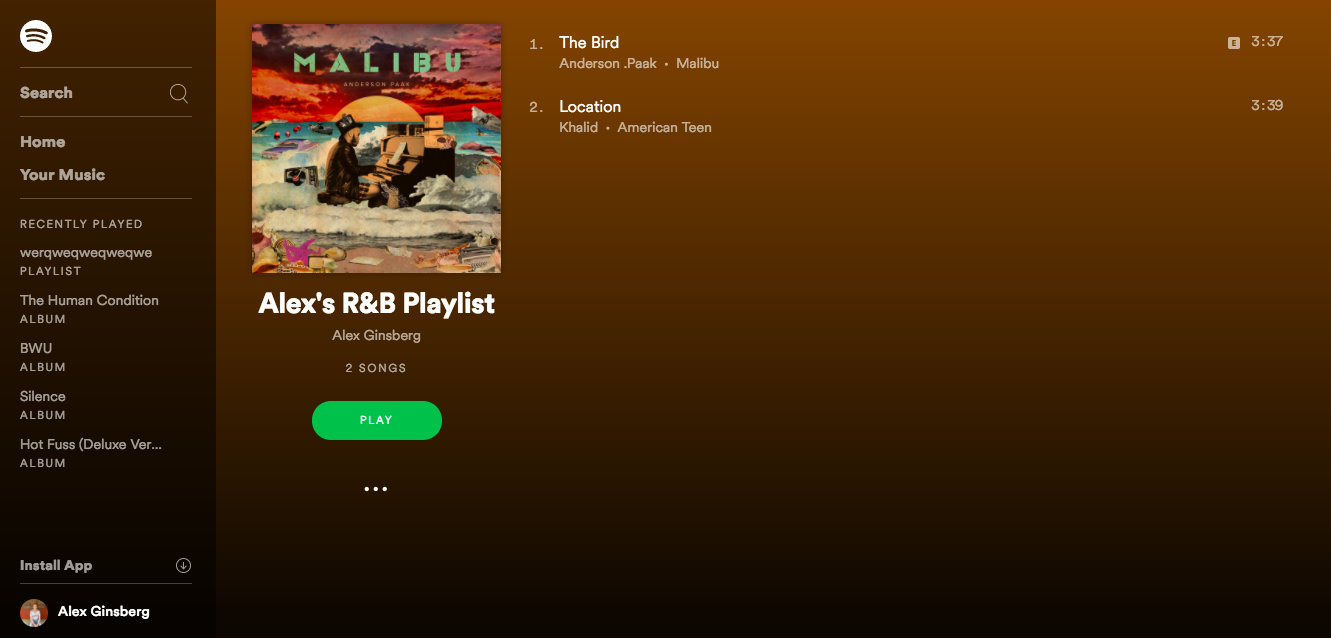 Search
Home
Your Music
RECENTLY PLAYED
werqweqweqweqwe
PLAYLIST
The Human Condition
ALBUM
BWU
ALBUM
Silence
ALBUM
Hot Fuss (Deluxe Ver...
ALBUM
Install App
Alex Ginsberg
MALIBU
ANDERSON PAAK
Alex's R&B Playlist
Alex Ginsberg
2 SONGS
PLAY
1. The Bird E 3:37
Anderson .Paak • Malibu
2. Location 3:39
Khalid • American Teen